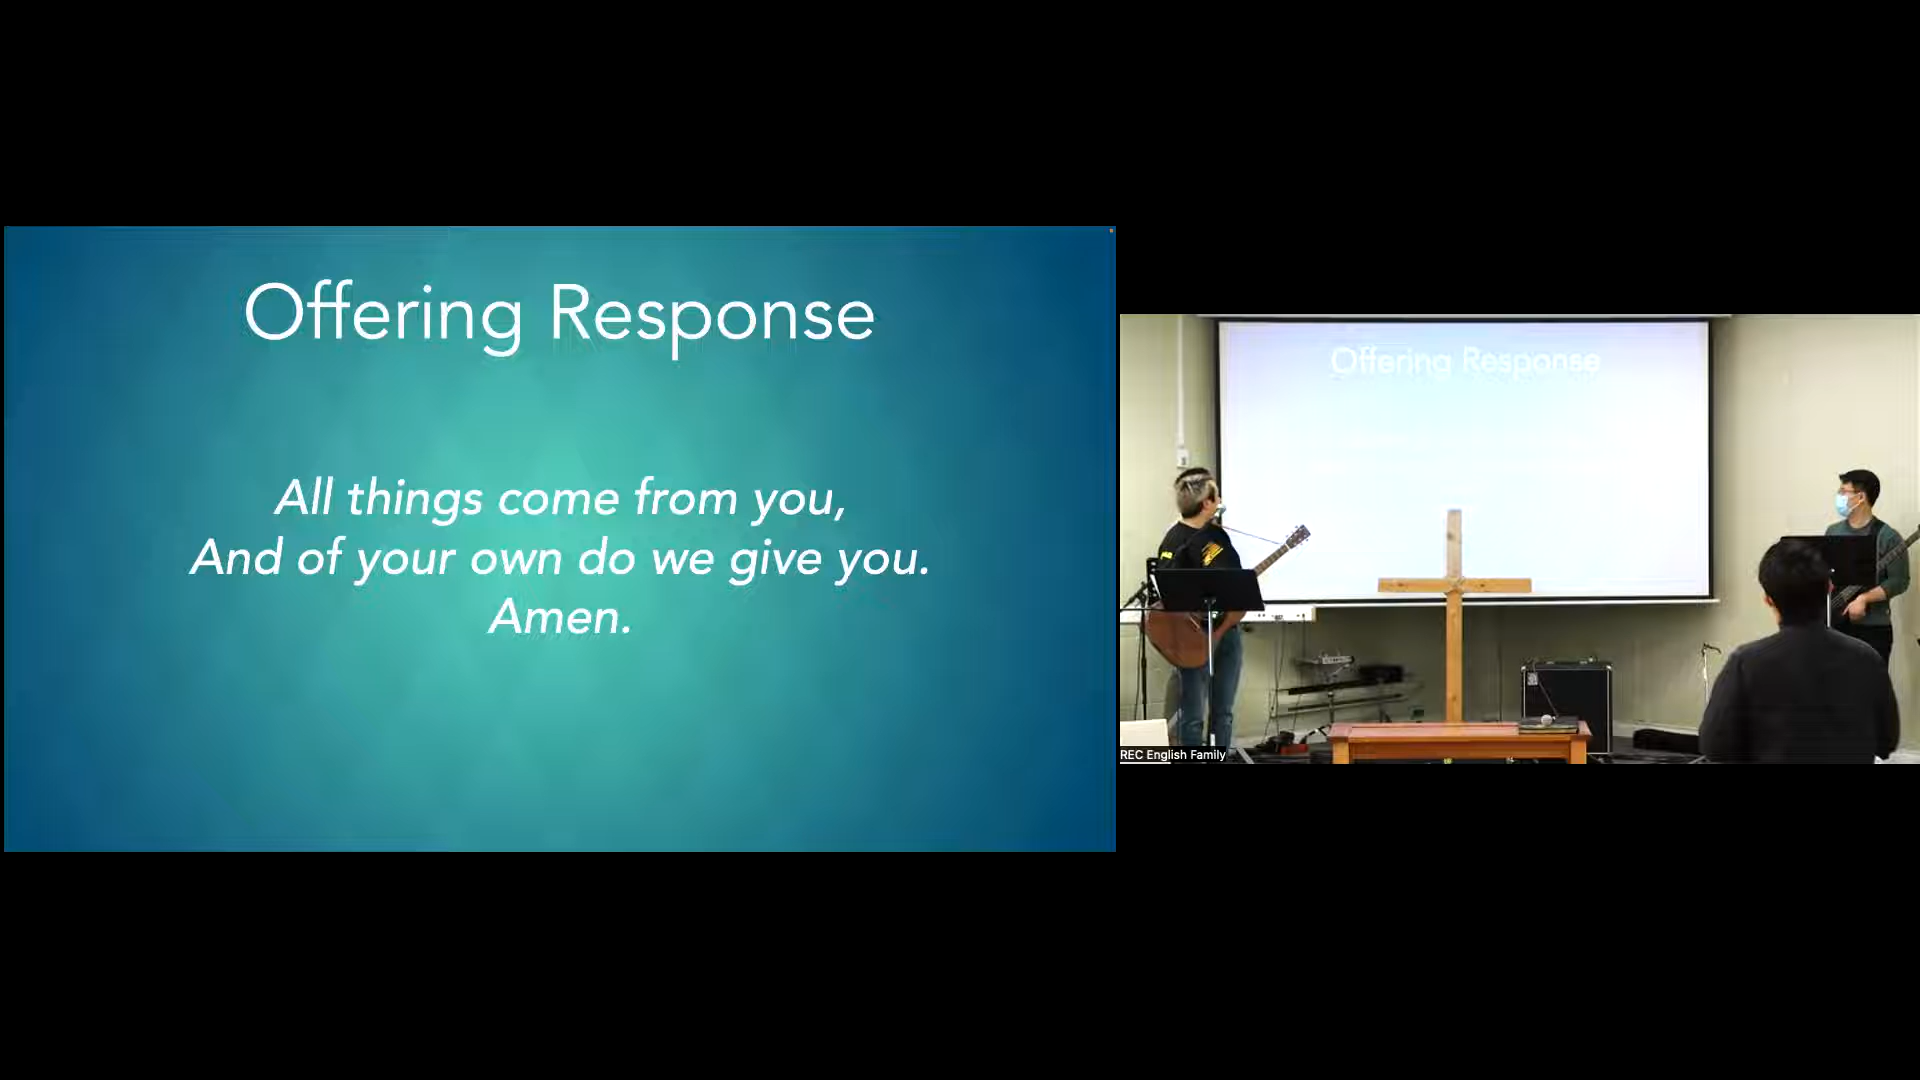 Offering Response
All things come from you,
And of your own do we give you.
Amen.
Offering Response
REC English Family